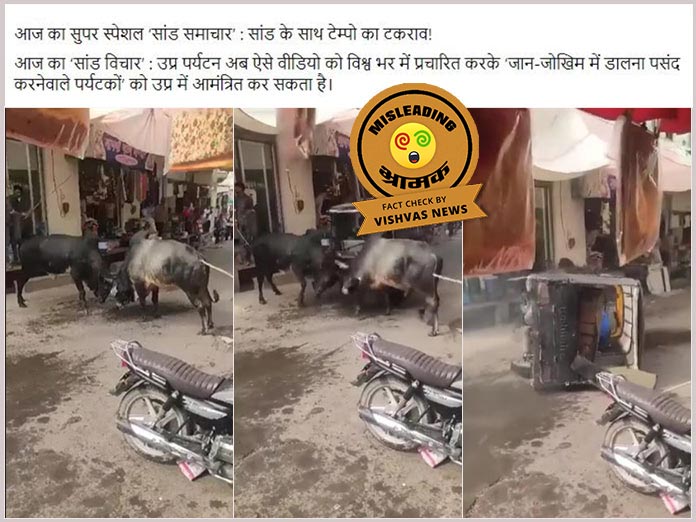 आज का सुपर स्पेशल ‘सांड समाचार’ : सांड के साथ टेम्पो का टकराव!
आज का ‘सांड विचार’ : उप्र पर्यटन अब ऐसे वीडियो को विश्व भर में प्रचारित करके ‘जान-जोखिम में डालना पसंद
करनेवाले पर्यटकों’ को उप्र में आमंत्रित कर सकता है।
MISLEADING
भ्रामक
FACT CHECK BY
VISHVAS NEWS